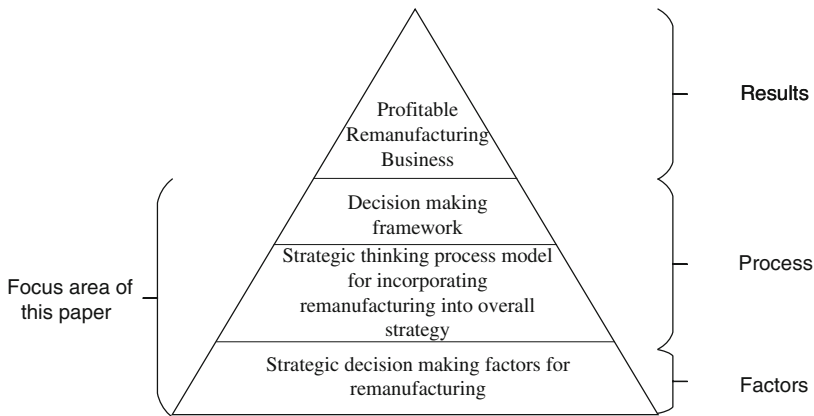 Profitable
Remanufacturing
Business
Results
Decision making
framework
Strategic thinking process model
for incorporating
remanufacturing into overall
strategy
Process
Focus area of
this paper
Strategic decision making factors for
remanufacturing
Factors